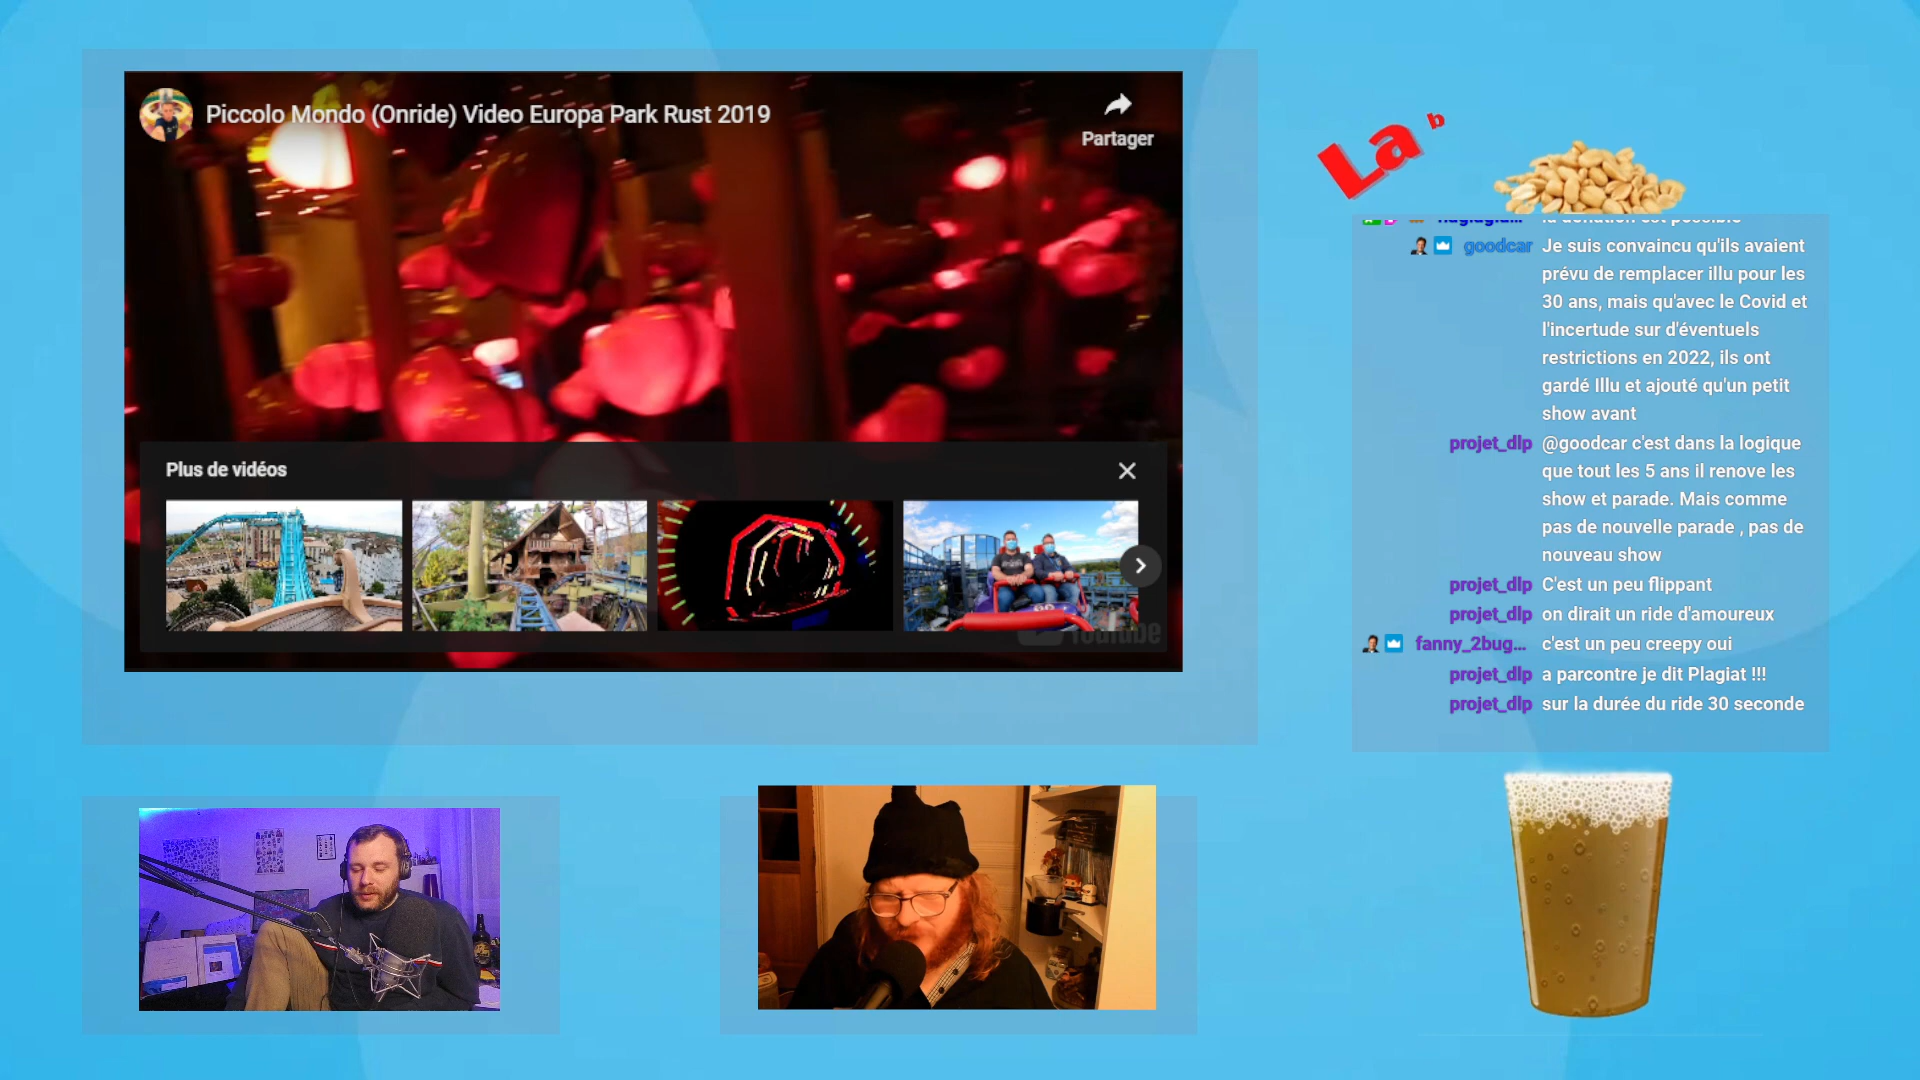 Piccolo Mondo (Onride) Video Europa Park Rust 2019
Partager
Plus de vidéos
YouTube
La b
la donation est possible
goodcar Je suis convaincu qu'ils avaient
prévu de remplacer illu pour les
30 ans, mais qu'avec le Covid et
l'incertude sur d'éventuels
restrictions en 2022, ils ont
gardé Illu et ajouté qu'un petit
show avant
projet_dlp @goodcar c'est dans la logique
que tout les 5 ans il renove les
show et parade. Mais comme
pas de nouvelle parade , pas de
nouveau show
projet_dlp C'est un peu flippant
projet_dlp on dirait un ride d'amoureux
fanny_2bug... c'est un peu creepy oui
projet_dlp a parcontre je dit Plagiat !!!
projet_dlp sur la durée du ride 30 seconde